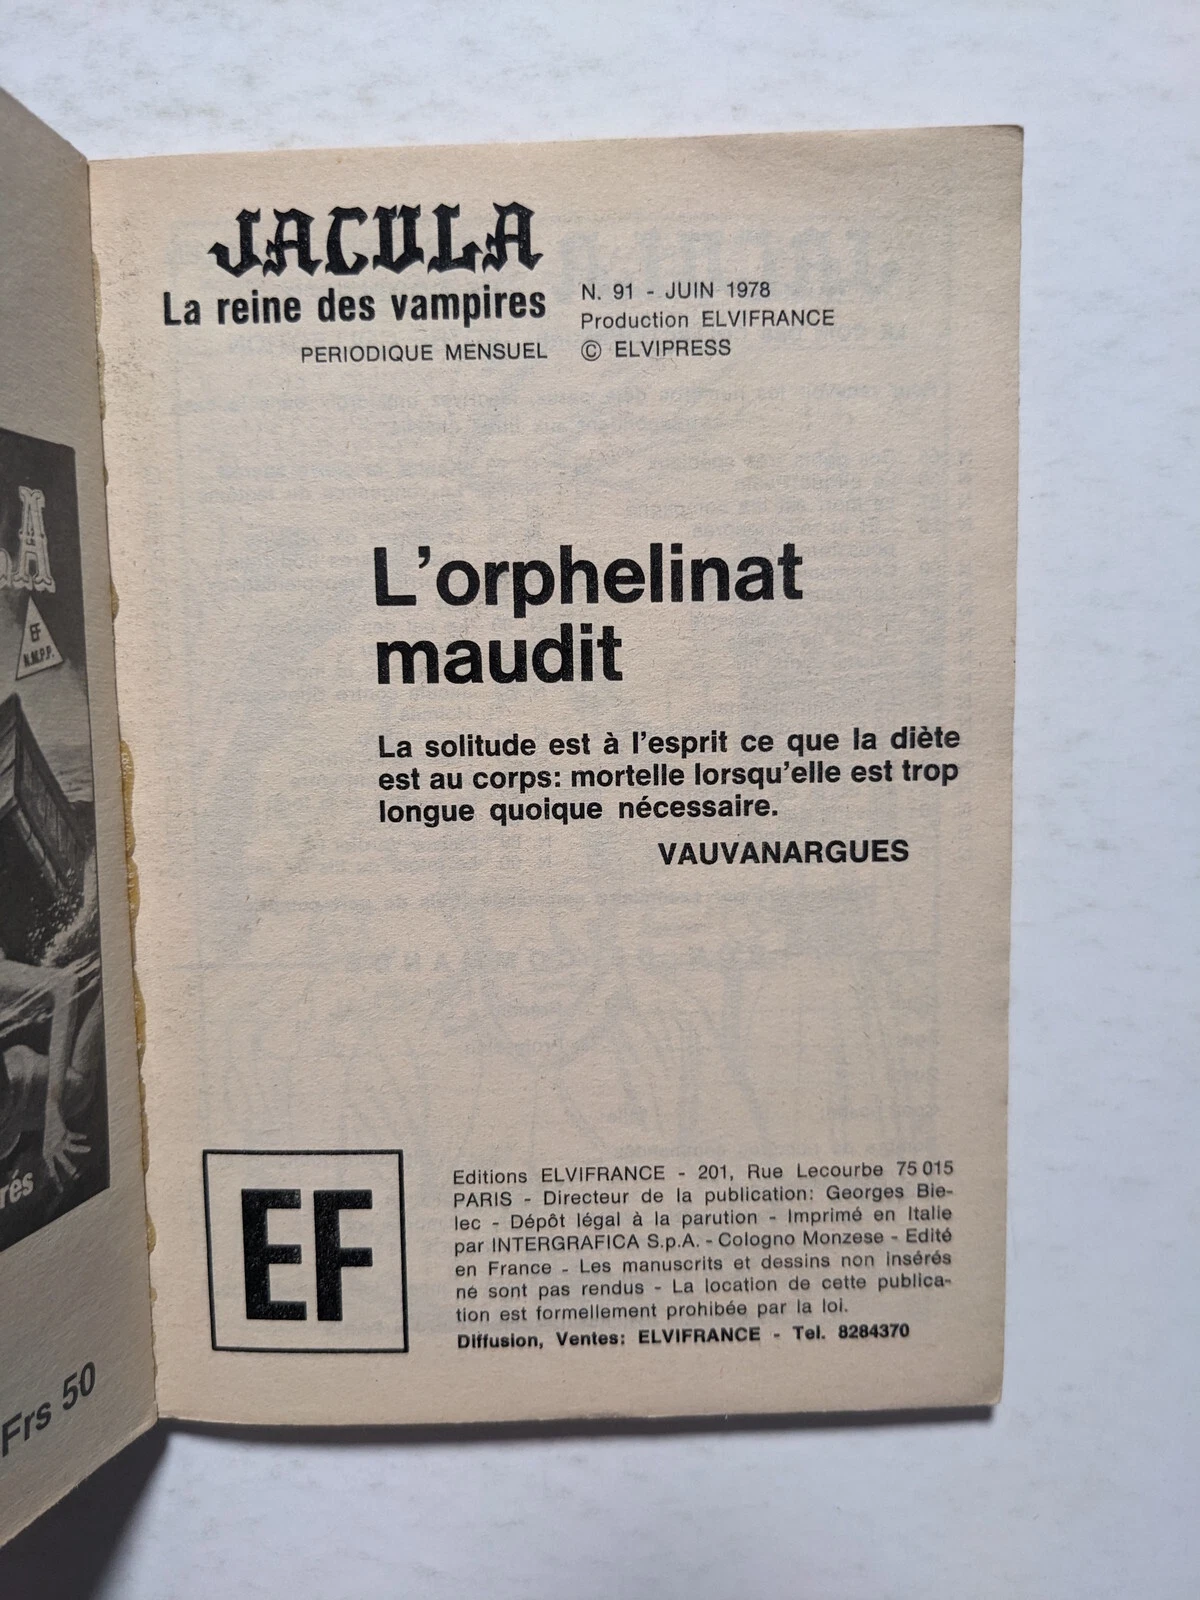 JACULA
La reine des vampires
PERIODIQUE MENSUEL
N. 91 - JUIN 1978
Production ELVIFRANCE
© ELVIPRESS
L'orphelinat
maudit
La solitude est à l'esprit ce que la diète
est au corps: mortelle lorsqu'elle est trop
longue quoique nécessaire.
VAUVANARGUES
EF
Editions ELVIFRANCE - 201, Rue Lecourbe 75 015
PARIS - Directeur de la publication: Georges Bie-
lec - Dépôt légal à la parution - Imprimé en Italie
par INTERGRAFICA S.p.A. - Cologno Monzese - Edité
en France - Les manuscrits et dessins non insérés
ne sont pas rendus - La location de cette publica-
tion est formellement prohibée par la loi.
Diffusion, Ventes: ELVIFRANCE - Tel. 8284370
A
EF
N.M.P.P.
rés
Frs 50